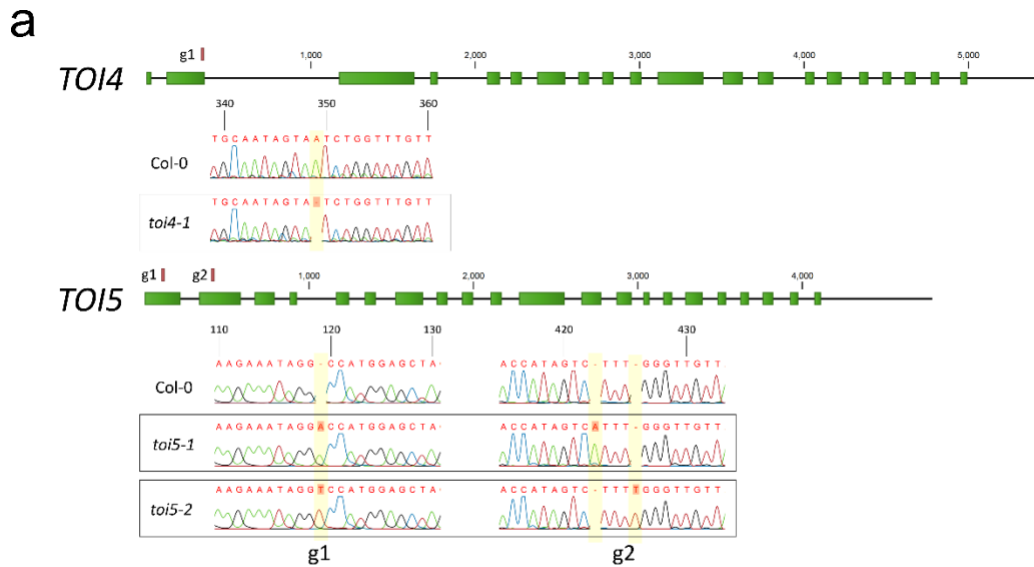 a
g1
1,000 2,000 3,000 4,000 5,000
TOI4
340 350 360
TGCAATAGTAATCTGGTTTGTT
Col-0
TGCAATAGTA-TCTGGTTTGTT
toi4-1
g1 g2 1,000 2,000 3,000 4,000
TOI5
110 120 130 420 430
AAGAAATAGG-CCATGGAGCTA- ACCATAGTC-TTT-GGGTTGTT
Col-0
AAGAAATAGGACCATGGAGCTA- ACCATAGTCATTT-GGGTTGTT
toi5-1
AAGAAATAGGTCCATGGAGCTA- ACCATAGTC-TTTTGGGTTGTT
toi5-2
g1 g2